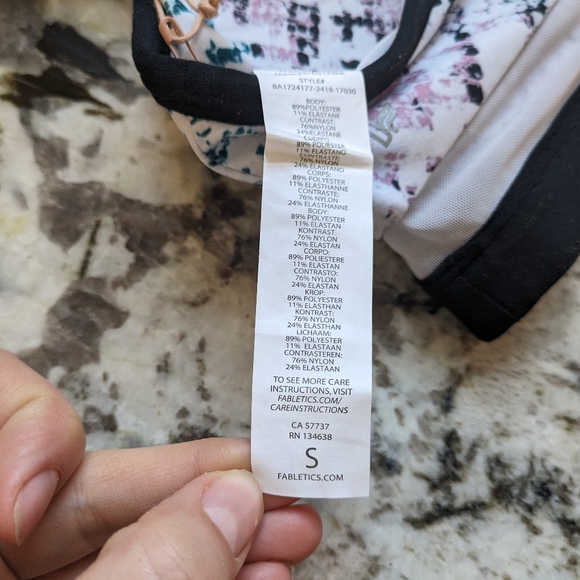 STYLE#
BA1724177-2418-17030
BODY:
89%POLYESTER
11% ELASTANE
CONTRAST:
76%NYLON
24%ELASTANE
CUERPO:
89%POLYESTER
11% ELASTANO
CONTRASTE:
76% NYLON
24% ELASTANO
CORPS:
89% POLYESTER
11% ELASTHANNE
CONTRASTE:
76% NYLON
24% ELASTHANNE
BODY:
89% POLYESTER
11% ELASTAN
KONTRAST:
76% NYLON
24% ELASTAN
CORPO:
89% POLIESTERE
11% ELASTAN
CONTRASTO:
76% NYLON
24% ELASTAN
KROP:
89% POLYESTER
11% ELASTHAN
KONTRAST:
76% NYLON
24% ELASTHAN
LICHAAM:
89% POLYESTER
11% ELASTAAN
CONTRASTEREN:
76% NYLON
24% ELASTAAN
TO SEE MORE CARE
INSTRUCTIONS, VISIT
FABLETICS.COM/
CAREINSTRUCTIONS
CA 57737
RN 134638
S
FABLETICS.COM